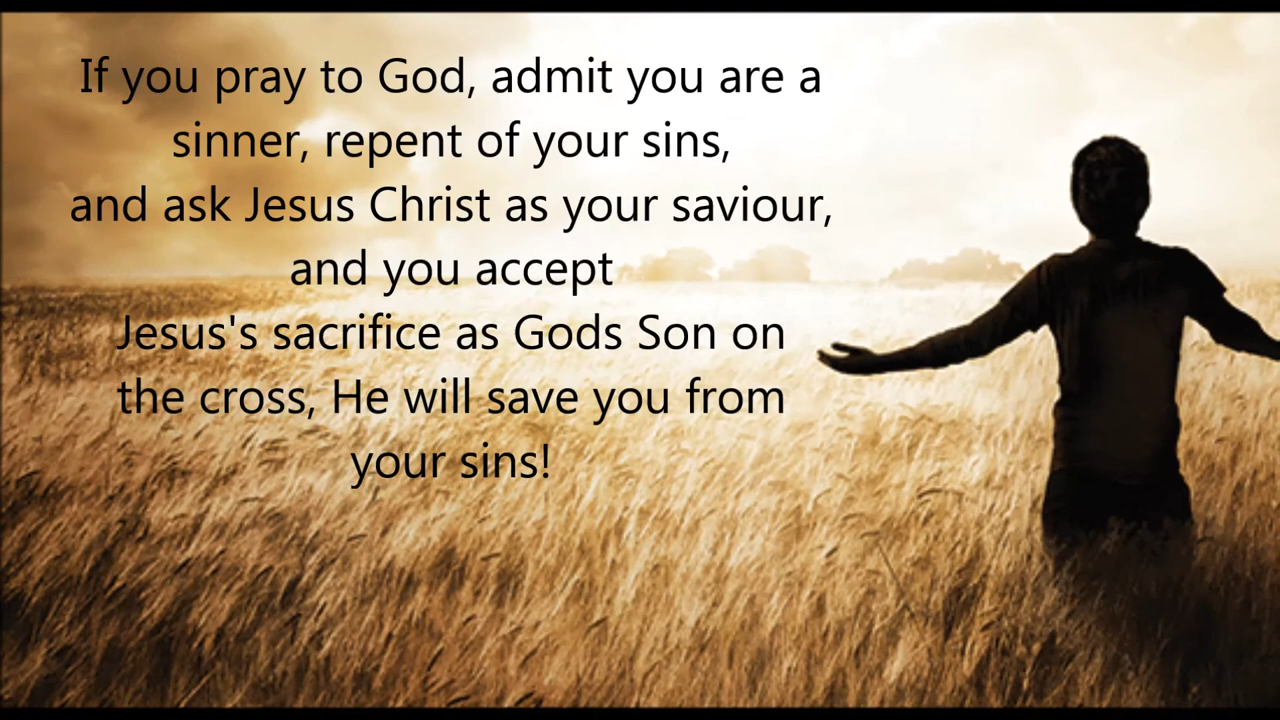 If you pray to God, admit you are a
sinner, repent of your sins,
and ask Jesus Christ as your saviour,
and you accept
Jesus's sacrifice as Gods Son on
the cross, He will save you from
your sins!